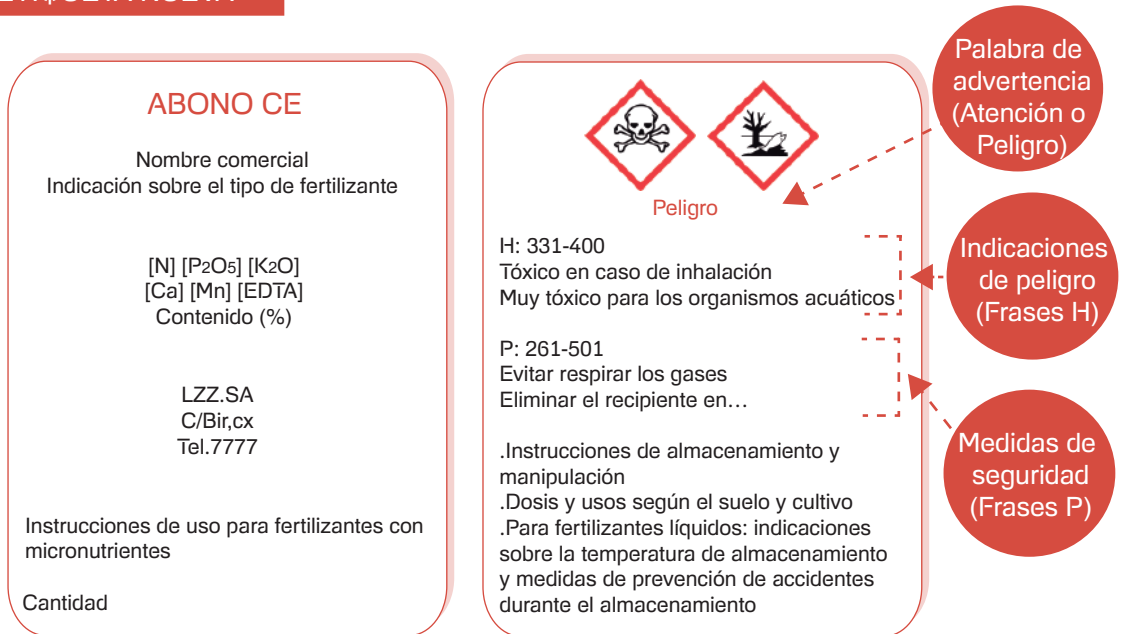 ABONO CE
Nombre comercial
Indicación sobre el tipo de fertilizante
[N] [P2O5] [K2O]
[Ca] [Mn] [EDTA]
Contenido (%)
LZZ.SA
C/Bir,cx
Tel.7777
Instrucciones de uso para fertilizantes con
micronutrientes
Cantidad
Peligro
H: 331-400
Tóxico en caso de inhalación
Muy tóxico para los organismos acuáticos
P: 261-501
Evitar respirar los gases
Eliminar el recipiente en…
.Instrucciones de almacenamiento y
manipulación
.Dosis y usos según el suelo y cultivo
.Para fertilizantes líquidos: indicaciones
sobre la temperatura de almacenamiento
y medidas de prevención de accidentes
durante el almacenamiento
Palabra de
advertencia
(Atención o
Peligro)
Indicaciones
de peligro
(Frases H)
Medidas de
seguridad
(Frases P)